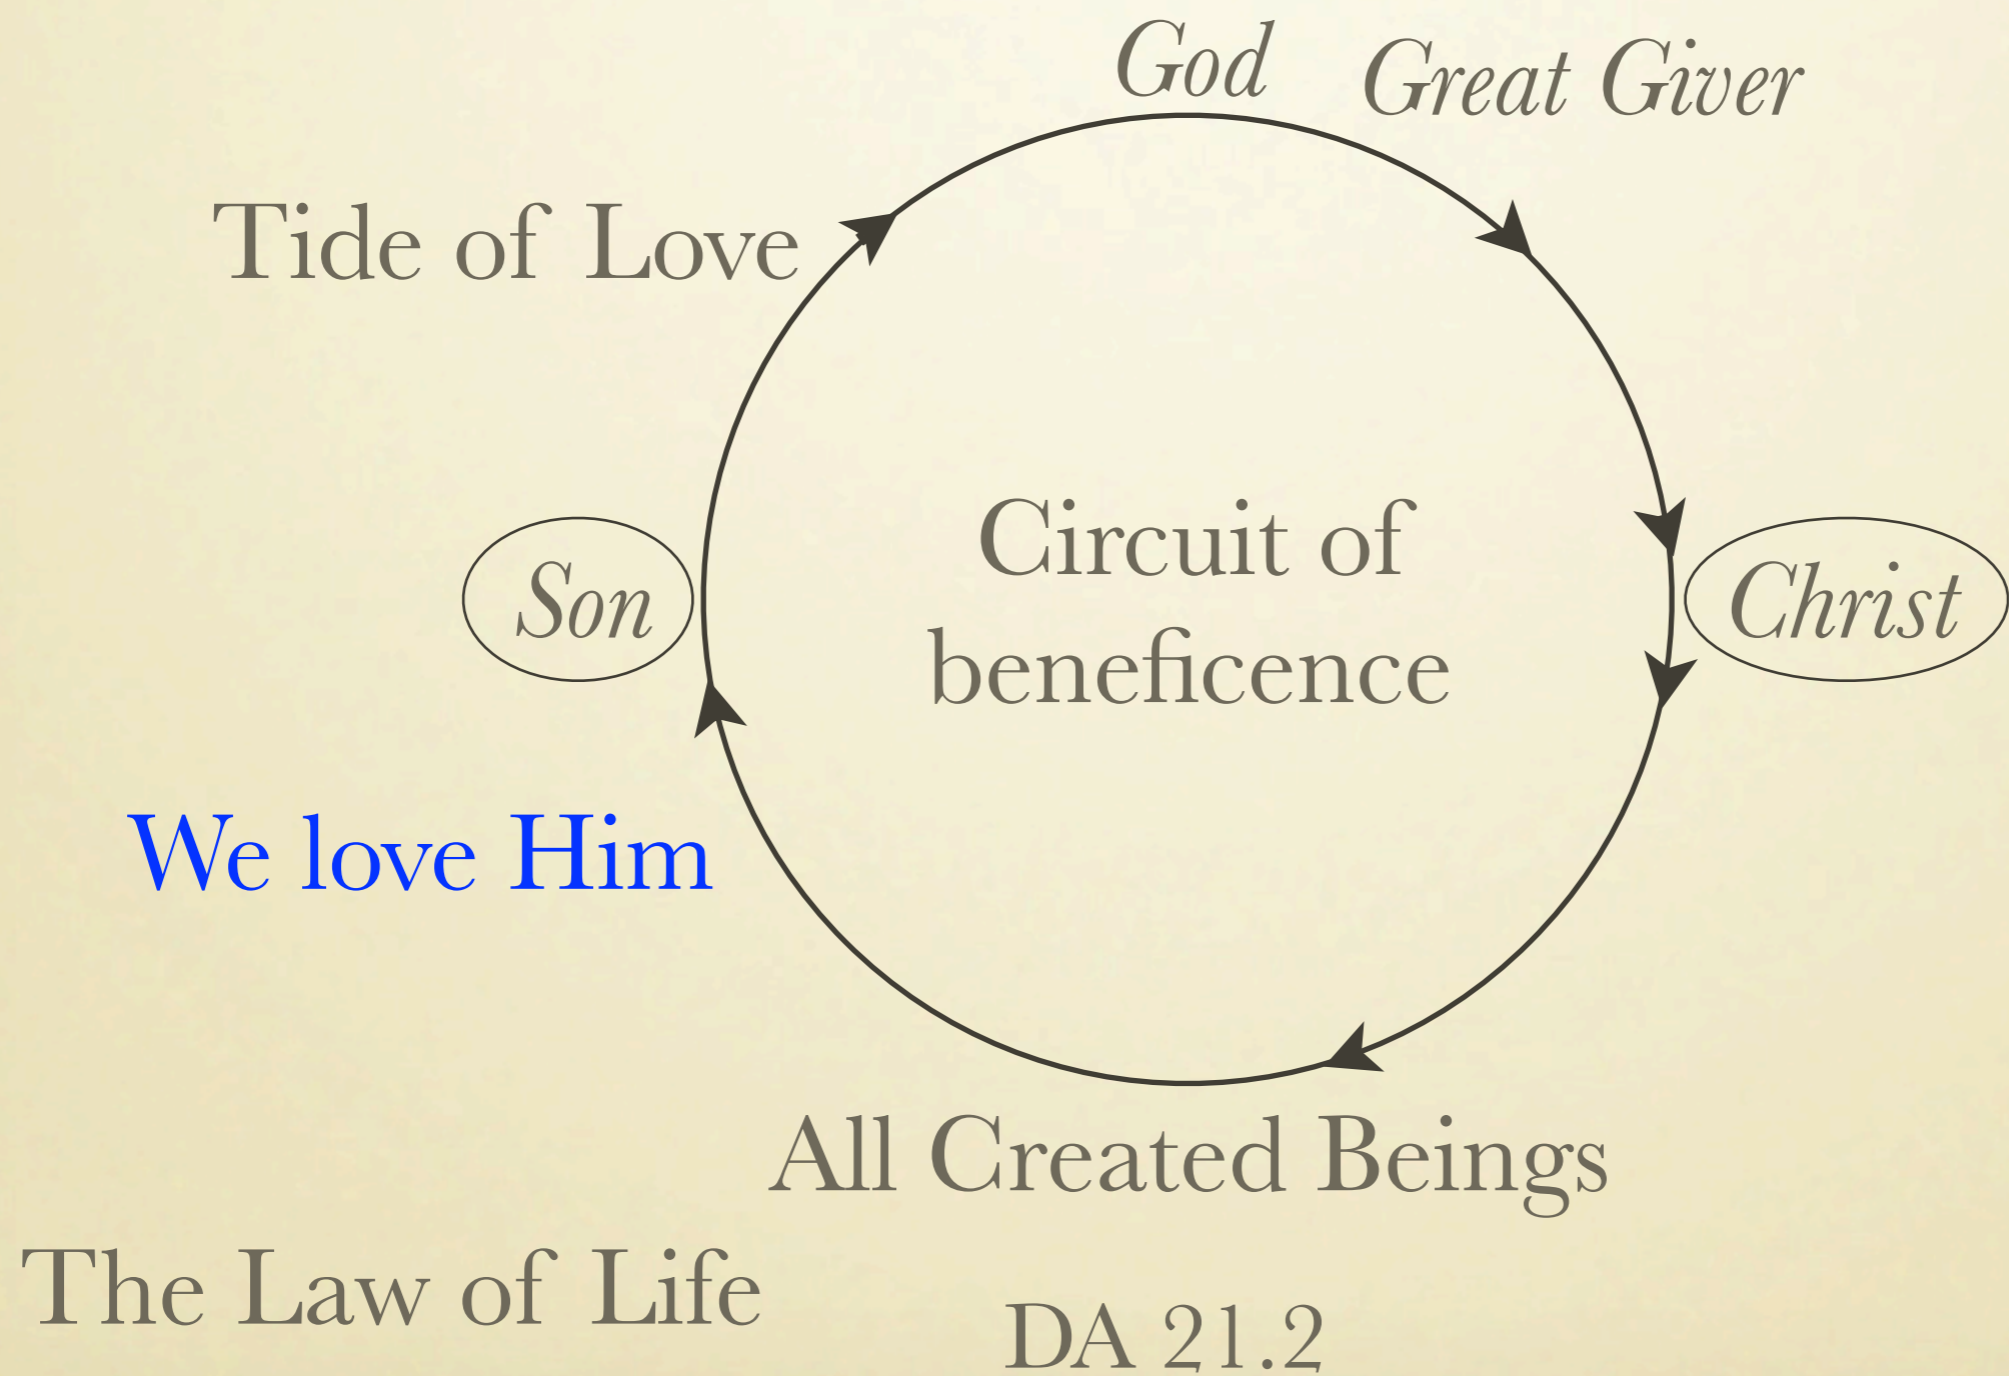 God
Great Giver
Tide of Love
Circuit of
beneficence
Son
Christ
We love Him
All Created Beings
The Law of Life
DA 21.2